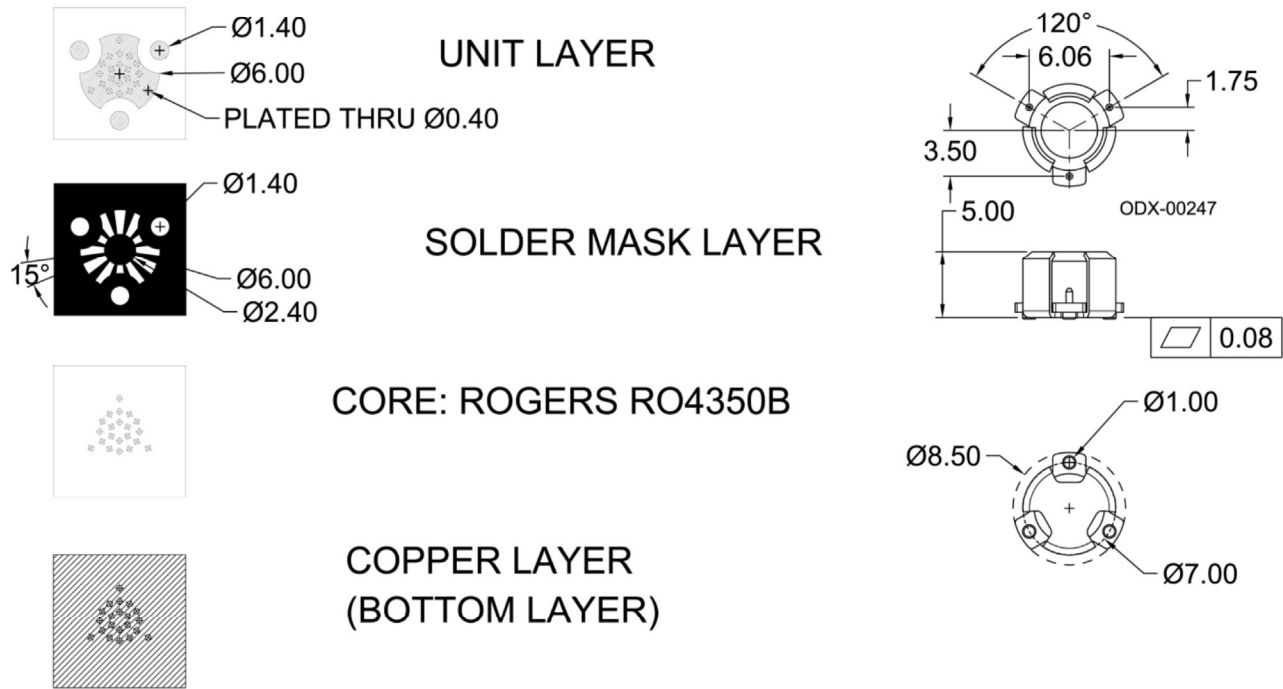 Ø1.40
UNIT LAYER
Ø6.00
PLATED THRU Ø0.40
Ø1.40
SOLDER MASK LAYER
15°
Ø6.00
Ø2.40
CORE: ROGERS RO4350B
COPPER LAYER
(BOTTOM LAYER)
120°
6.06
1.75
3.50
5.00
ODX-00247
0.08
Ø1.00
Ø8.50
Ø7.00